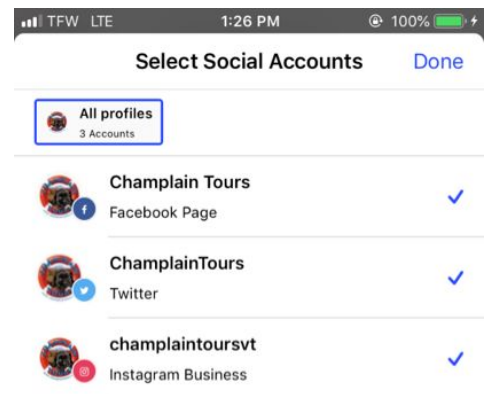 TFW LTE 1:26 PM 100%
Select Social Accounts Done
All profiles
3 Accounts
Champlain Tours
Facebook Page
ChamplainTours
Twitter
champlaintoursvt
Instagram Business